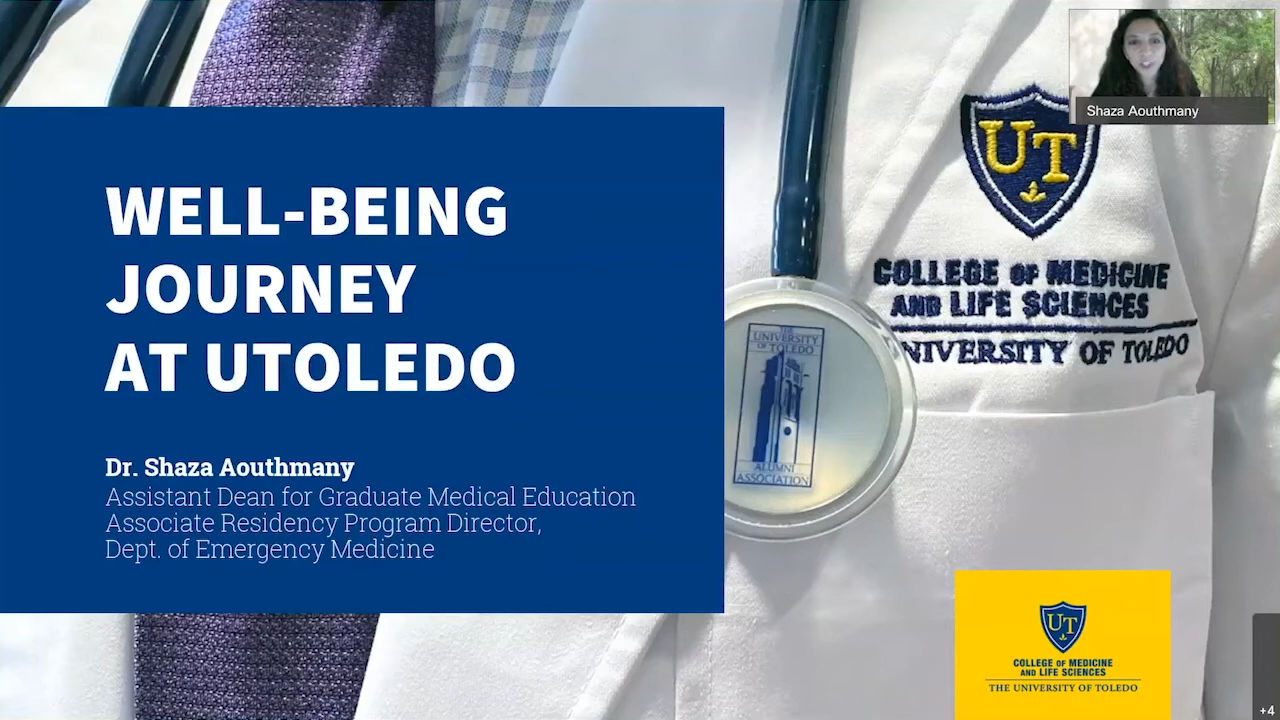 WELL-BEING
JOURNEY
AT UTOLEDO
Dr. Shaza Aouthmany
Assistant Dean for Graduate Medical Education
Associate Residency Program Director,
Dept. of Emergency Medicine
Shaza Aouthmany
UT
COLLEGE OF MEDICINE
AND LIFE SCIENCES
UNIVERSITY OF TOLEDO
THE
UNIVERSITY
OF TOLEDO
ALUMNI
ASSOCIATION
UT
COLLEGE OF MEDICINE
AND LIFE SCIENCES
THE UNIVERSITY OF TOLEDO
+4